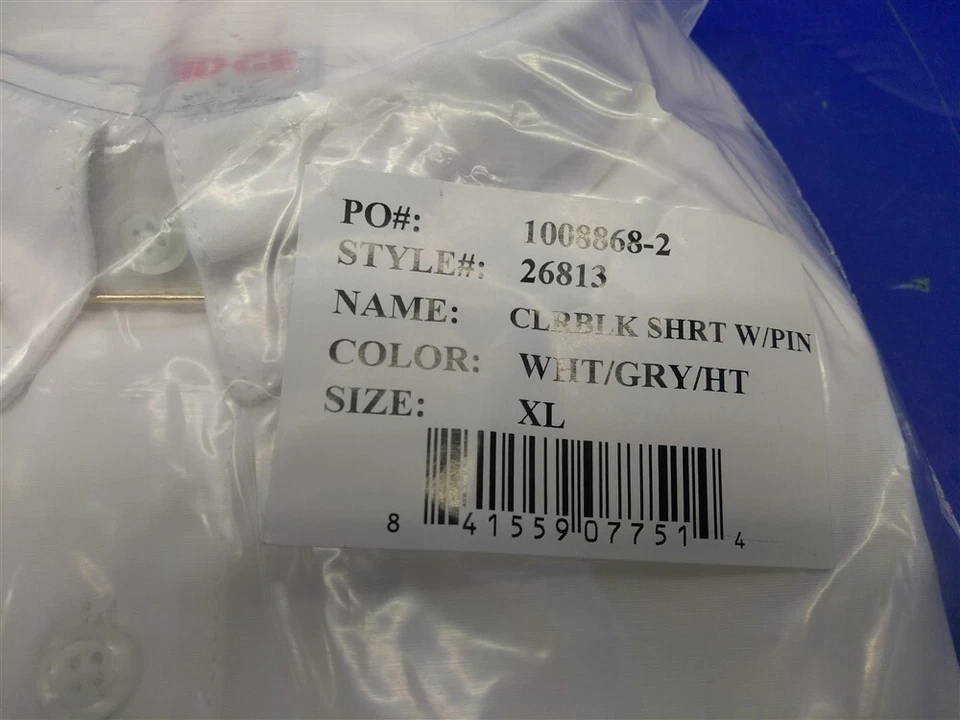 PO#: 1008868-2
STYLE#: 26813
NAME: CLRBLK SHRT W/PIN
COLOR: WHT/GRY/HT
SIZE: XL
8 41559 07751 4